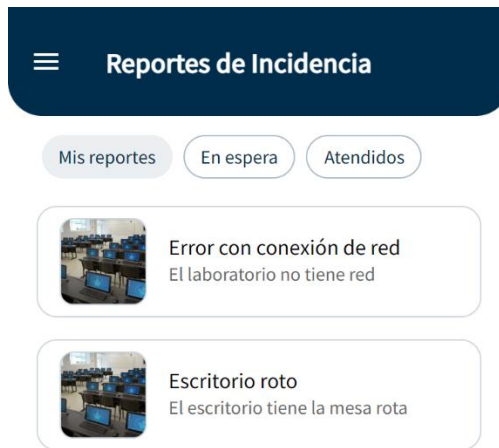 Reportes de Incidencia
Mis reportes En espera Atendidos
Error con conexión de red
El laboratorio no tiene red
Escritorio roto
El escritorio tiene la mesa rota